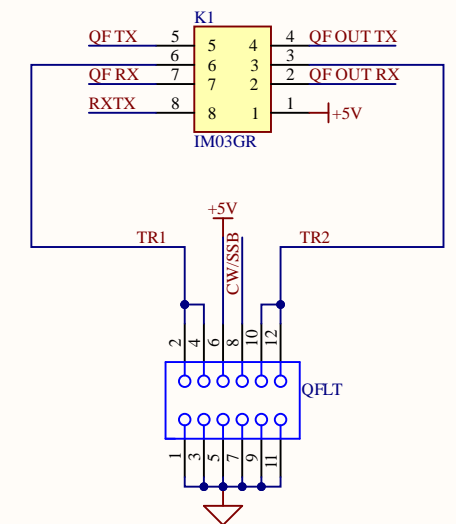 K1
QF TX 5 5 4 4 QF OUT TX
6 6 3 3
QF RX 7 7 2 2 QF OUT RX
RXTX 8 8 1 1 +5V
IM03GR
+5V
TR1 CW/SSB TR2
2 4 6 8 10 12
QFLT
1 3 5 7 9 11